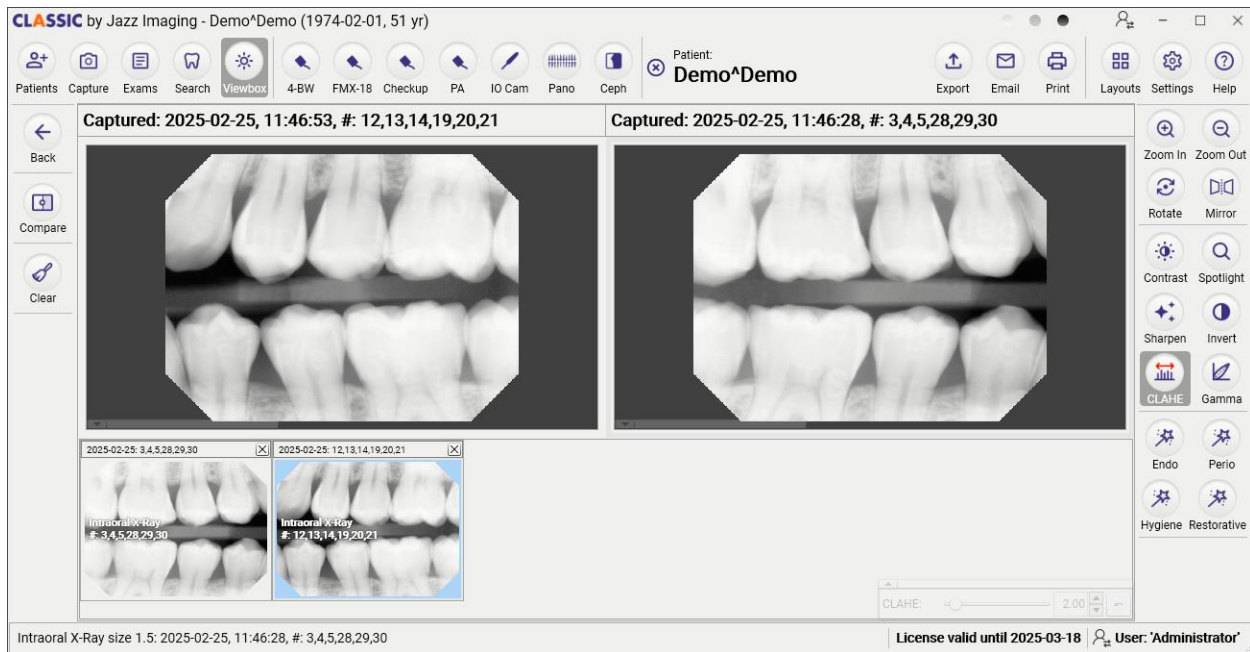 CLASSIC by Jazz Imaging - Demo^Demo (1974-02-01, 51 yr)
Patients Capture Exams Search Viewbox 4-BW FMX-18 Checkup PA IO Cam Pano Ceph
Patient:
Demo^Demo
Export Email Print Layouts Settings Help
Back
Compare
Clear
Captured: 2025-02-25, 11:46:53, #: 12,13,14,19,20,21
Captured: 2025-02-25, 11:46:28, #: 3,4,5,28,29,30
Zoom In Zoom Out
Rotate Mirror
Contrast Spotlight
Sharpen Invert
CLAHE Gamma
Endo Perio
Hygiene Restorative
2025-02-25: 3,4,5,28,29,30
Intraoral X-Ray
#: 3,4,5,28,29,30
2025-02-25: 12,13,14,19,20,21
Intraoral X-Ray
#: 12,13,14,19,20,21
CLAHE: 2.00
Intraoral X-Ray size 1.5: 2025-02-25, 11:46:28, #: 3,4,5,28,29,30
License valid until 2025-03-18
User: 'Administrator'